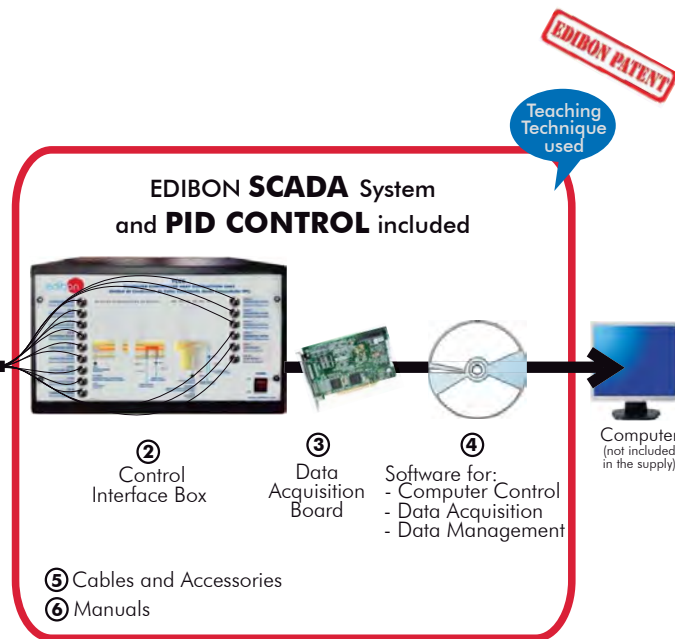 EDIBON PATENT
Teaching
Technique
used
EDIBON SCADA System
and PID CONTROL included
edibon
②
Control
Interface Box
③
Data
Acquisition
Board
④
Software for:
- Computer Control
- Data Acquisition
- Data Management
Computer
(not included
in the supply)
⑤ Cables and Accessories
⑥ Manuals